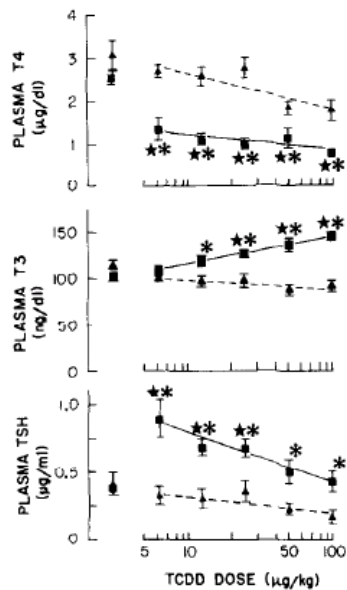 4
3
2
1
0
PLASMA T4
(μg/dl)
★* ★* ★* ★* ★*
150
100
50
0
PLASMA T3
(ng/dl)
* ★* ★* ★*
1,0
0.5
0
PLASMA TSH
(μg/ml)
★* ★* ★* * *
5 10 50 100
TCDD DOSE (μg/kg)